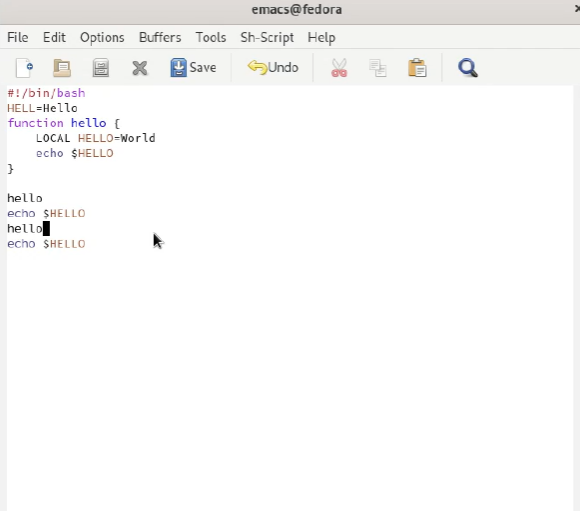 emacs@fedora
File Edit Options Buffers Tools Sh-Script Help
Save Undo
#!/bin/bash
HELL=Hello
function hello {
    LOCAL HELLO=World
    echo $HELLO
}
hello
echo $HELLO
hello
echo $HELLO